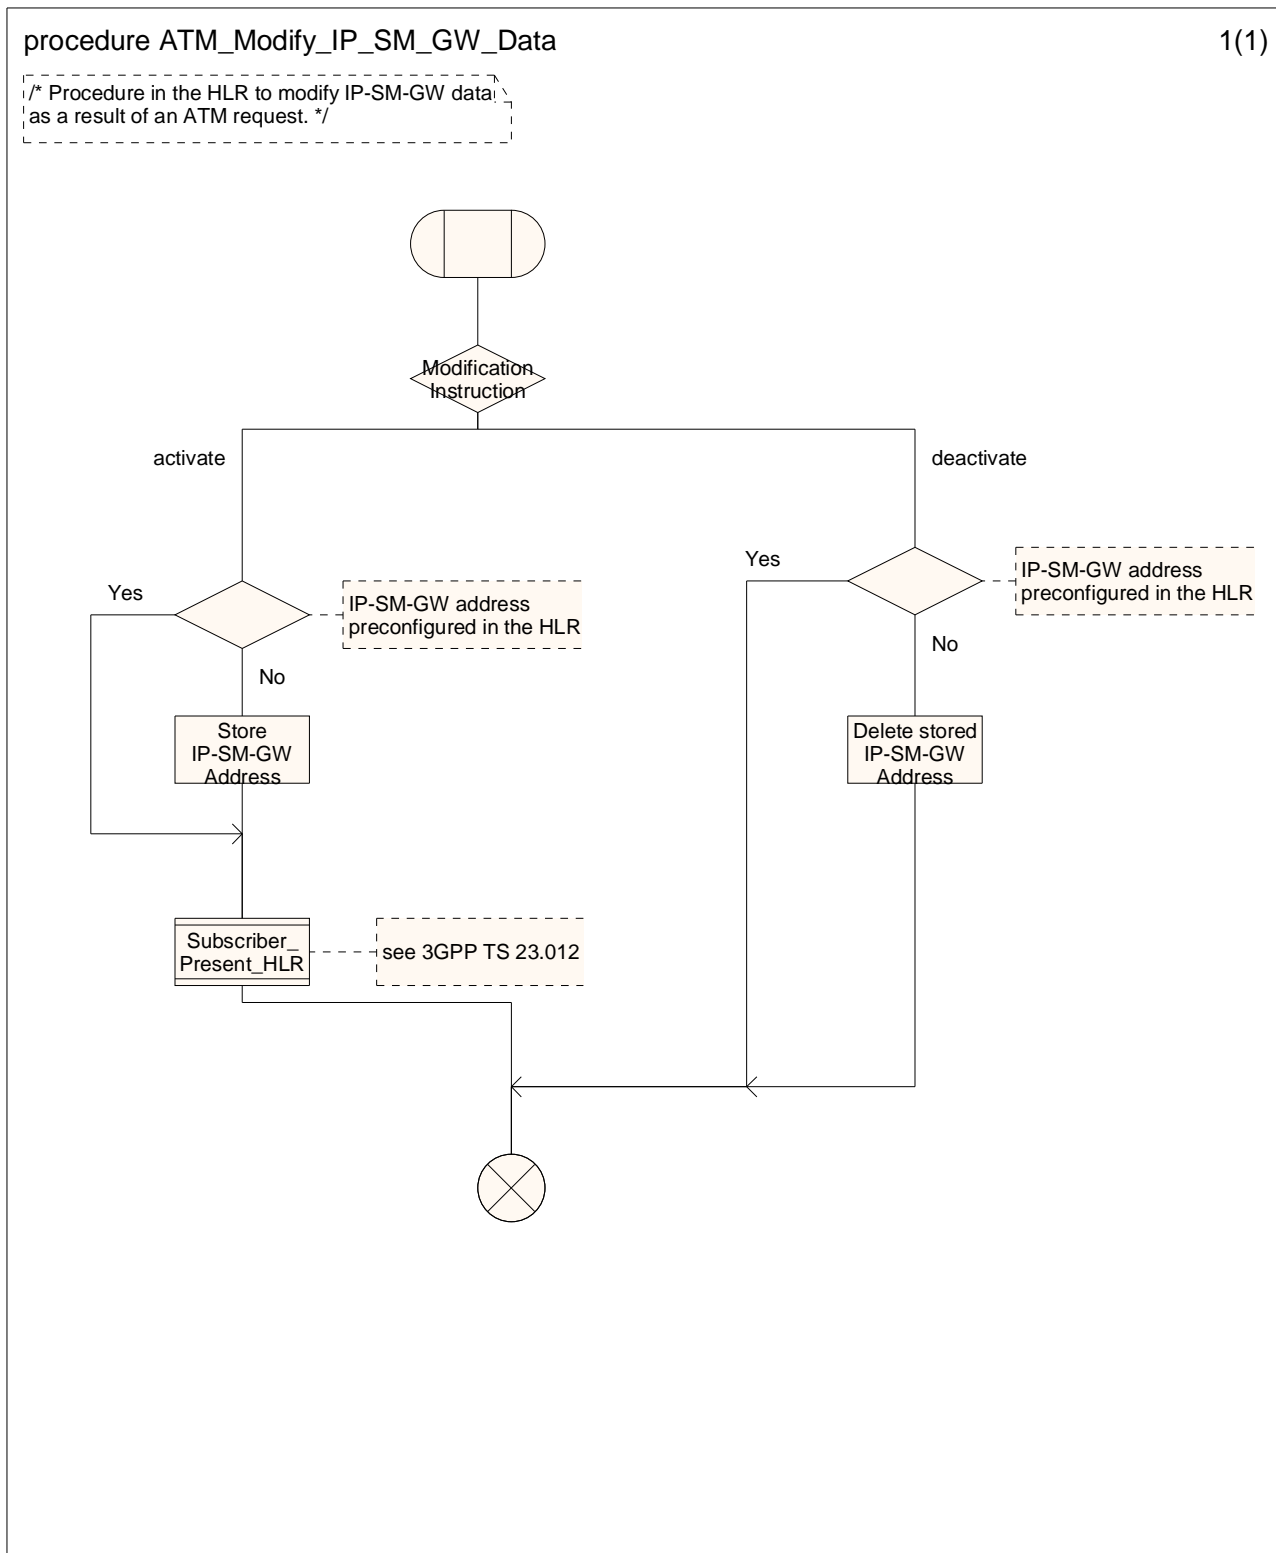 procedure ATM_Modify_IP_SM_GW_Data
1(1)
/* Procedure in the HLR to modify IP-SM-GW data
as a result of an ATM request. */
Modification
Instruction
activate
deactivate
Yes
IP-SM-GW address
preconfigured in the HLR
No
Yes
IP-SM-GW address
preconfigured in the HLR
No
Store
IP-SM-GW
Address
Delete stored
IP-SM-GW
Address
Subscriber_
Present_HLR
see 3GPP TS 23.012